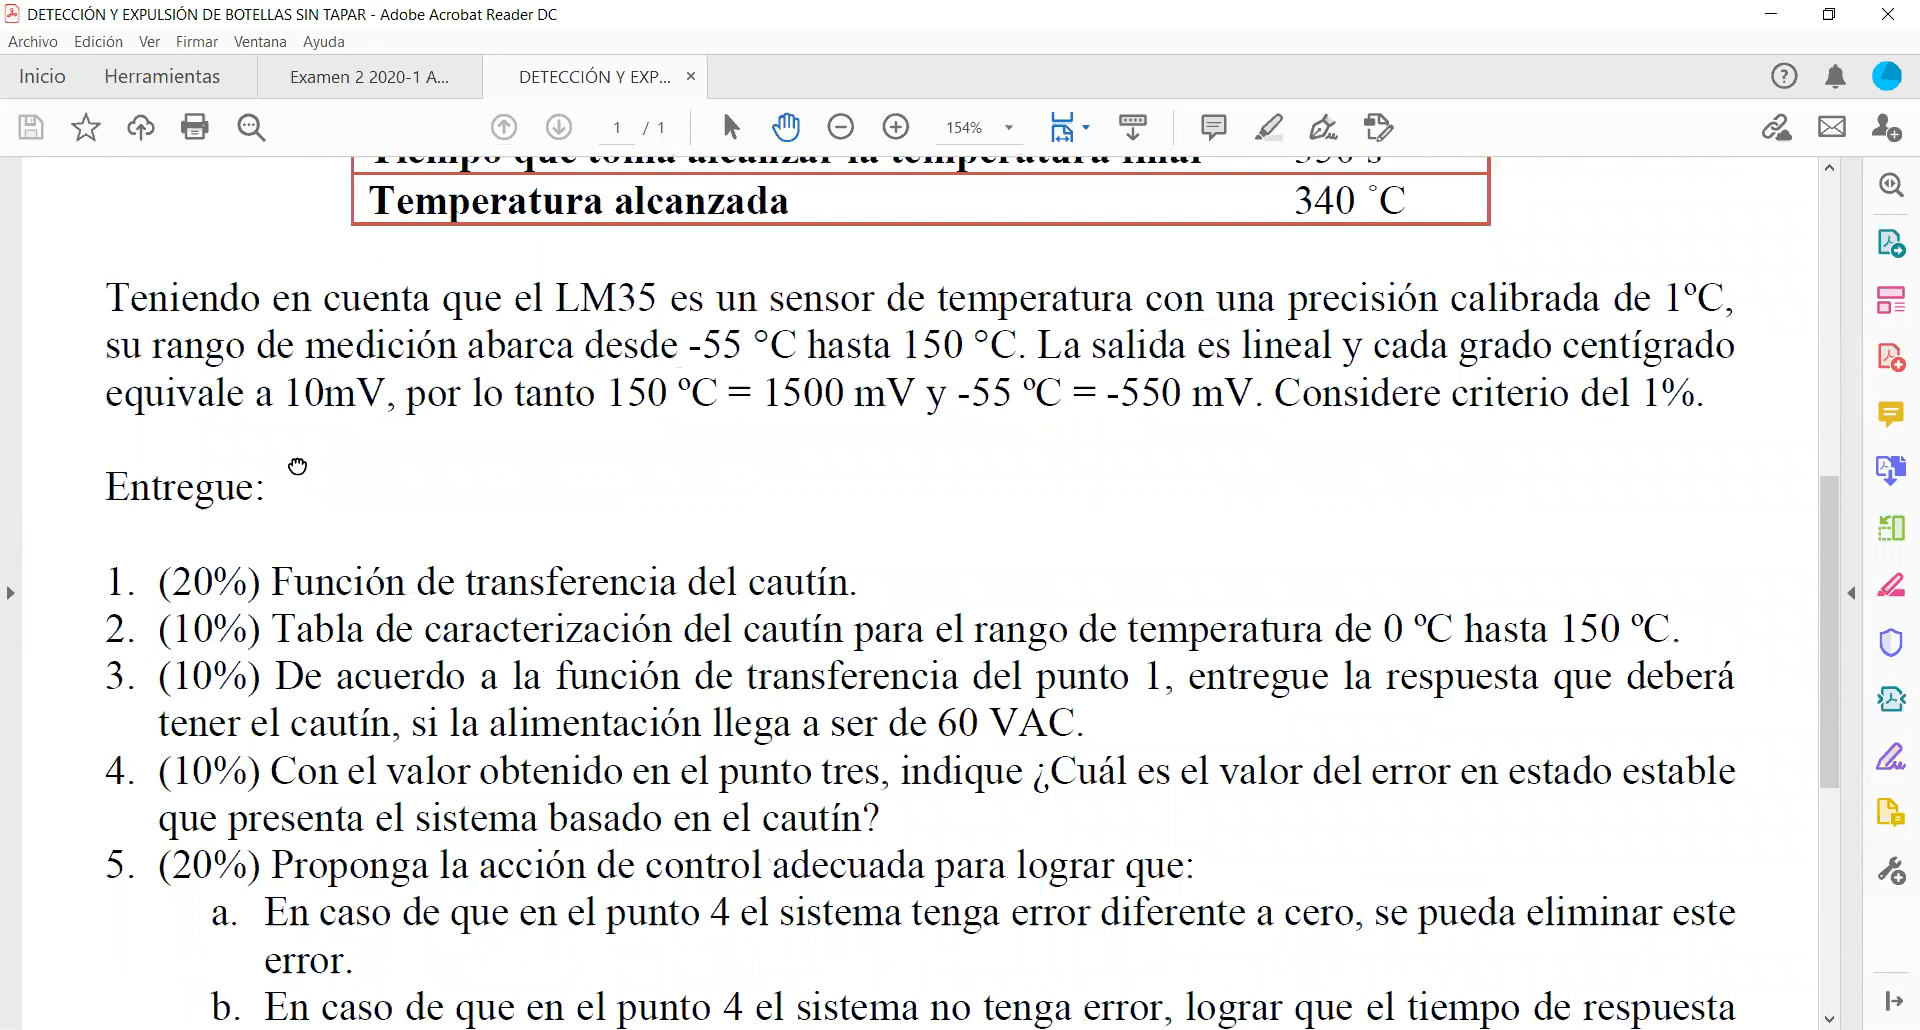 DETECCIÓN Y EXPULSIÓN DE BOTELLAS SIN TAPAR - Adobe Acrobat Reader DC
Archivo Edición Ver Firmar Ventana Ayuda
Inicio Herramientas Examen 2 2020-1 A... DETECCIÓN Y EXP... ×
1 / 1 154%
Tiempo que toma alcanzar la temperatura final 350 s
Temperatura alcanzada 340 °C
Teniendo en cuenta que el LM35 es un sensor de temperatura con una precisión calibrada de 1ºC,
su rango de medición abarca desde -55 °C hasta 150 °C. La salida es lineal y cada grado centígrado
equivale a 10mV, por lo tanto 150 ºC = 1500 mV y -55 ºC = -550 mV. Considere criterio del 1%.
Entregue:
1. (20%) Función de transferencia del cautín.
2. (10%) Tabla de caracterización del cautín para el rango de temperatura de 0 ºC hasta 150 ºC.
3. (10%) De acuerdo a la función de transferencia del punto 1, entregue la respuesta que deberá
tener el cautín, si la alimentación llega a ser de 60 VAC.
4. (10%) Con el valor obtenido en el punto tres, indique ¿Cuál es el valor del error en estado estable
que presenta el sistema basado en el cautín?
5. (20%) Proponga la acción de control adecuada para lograr que:
a. En caso de que en el punto 4 el sistema tenga error diferente a cero, se pueda eliminar este
error.
b. En caso de que en el punto 4 el sistema no tenga error, lograr que el tiempo de respuesta